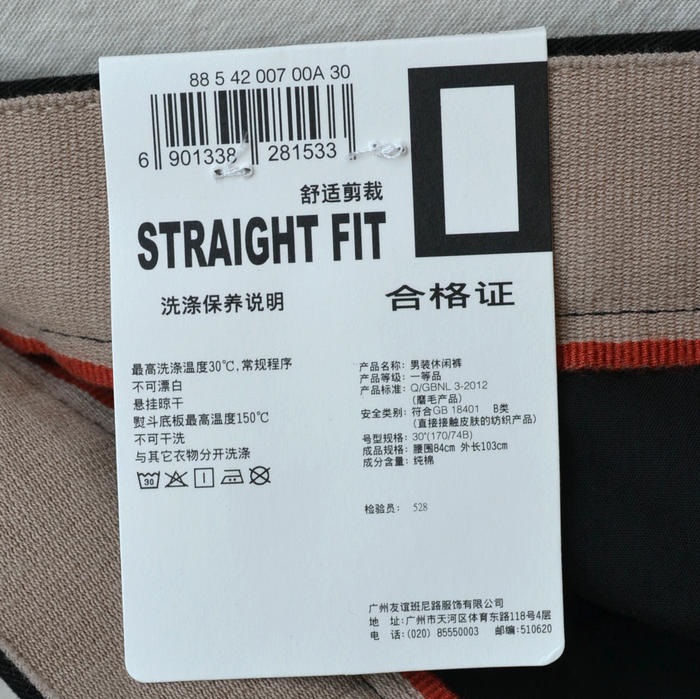 88 5 42 007 00A 30
6 901338 281533
舒适剪裁
STRAIGHT FIT
洗涤保养说明
合格证
最高洗涤温度30℃,常规程序
不可漂白
悬挂晾干
熨斗底板最高温度150℃
不可干洗
与其它衣物分开洗涤
30
产品名称: 男装休闲裤
产品等级: 一等品
产品标准: Q/GBNL 3-2012
(磨毛产品)
安全类别: 符合GB 18401 B类
(直接接触皮肤的纺织产品)
号型规格: 30"(170/74B)
成品规格: 腰围84cm 外长103cm
成分含量: 纯棉
检验员: 528
广州友谊班尼路服饰有限公司
地 址:广州市天河区体育东路118号4层
电 话:(020) 85550003 邮编:510620